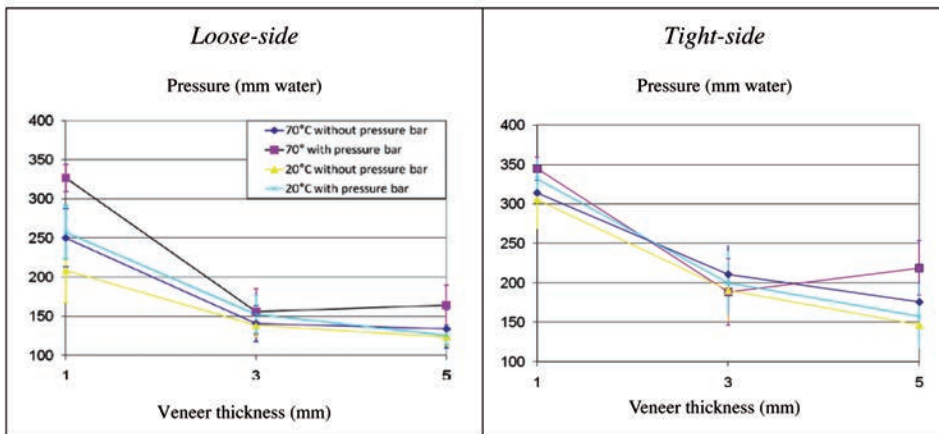 Loose-side
Pressure (mm water)
400
350
300
250
200
150
100
70°C without pressure bar
70° with pressure bar
20°C without pressure bar
20°C with pressure bar
1 3 5
Veneer thickness (mm)
Tight-side
Pressure (mm water)
400
350
300
250
200
150
100
1 3 5
Veneer thickness (mm)